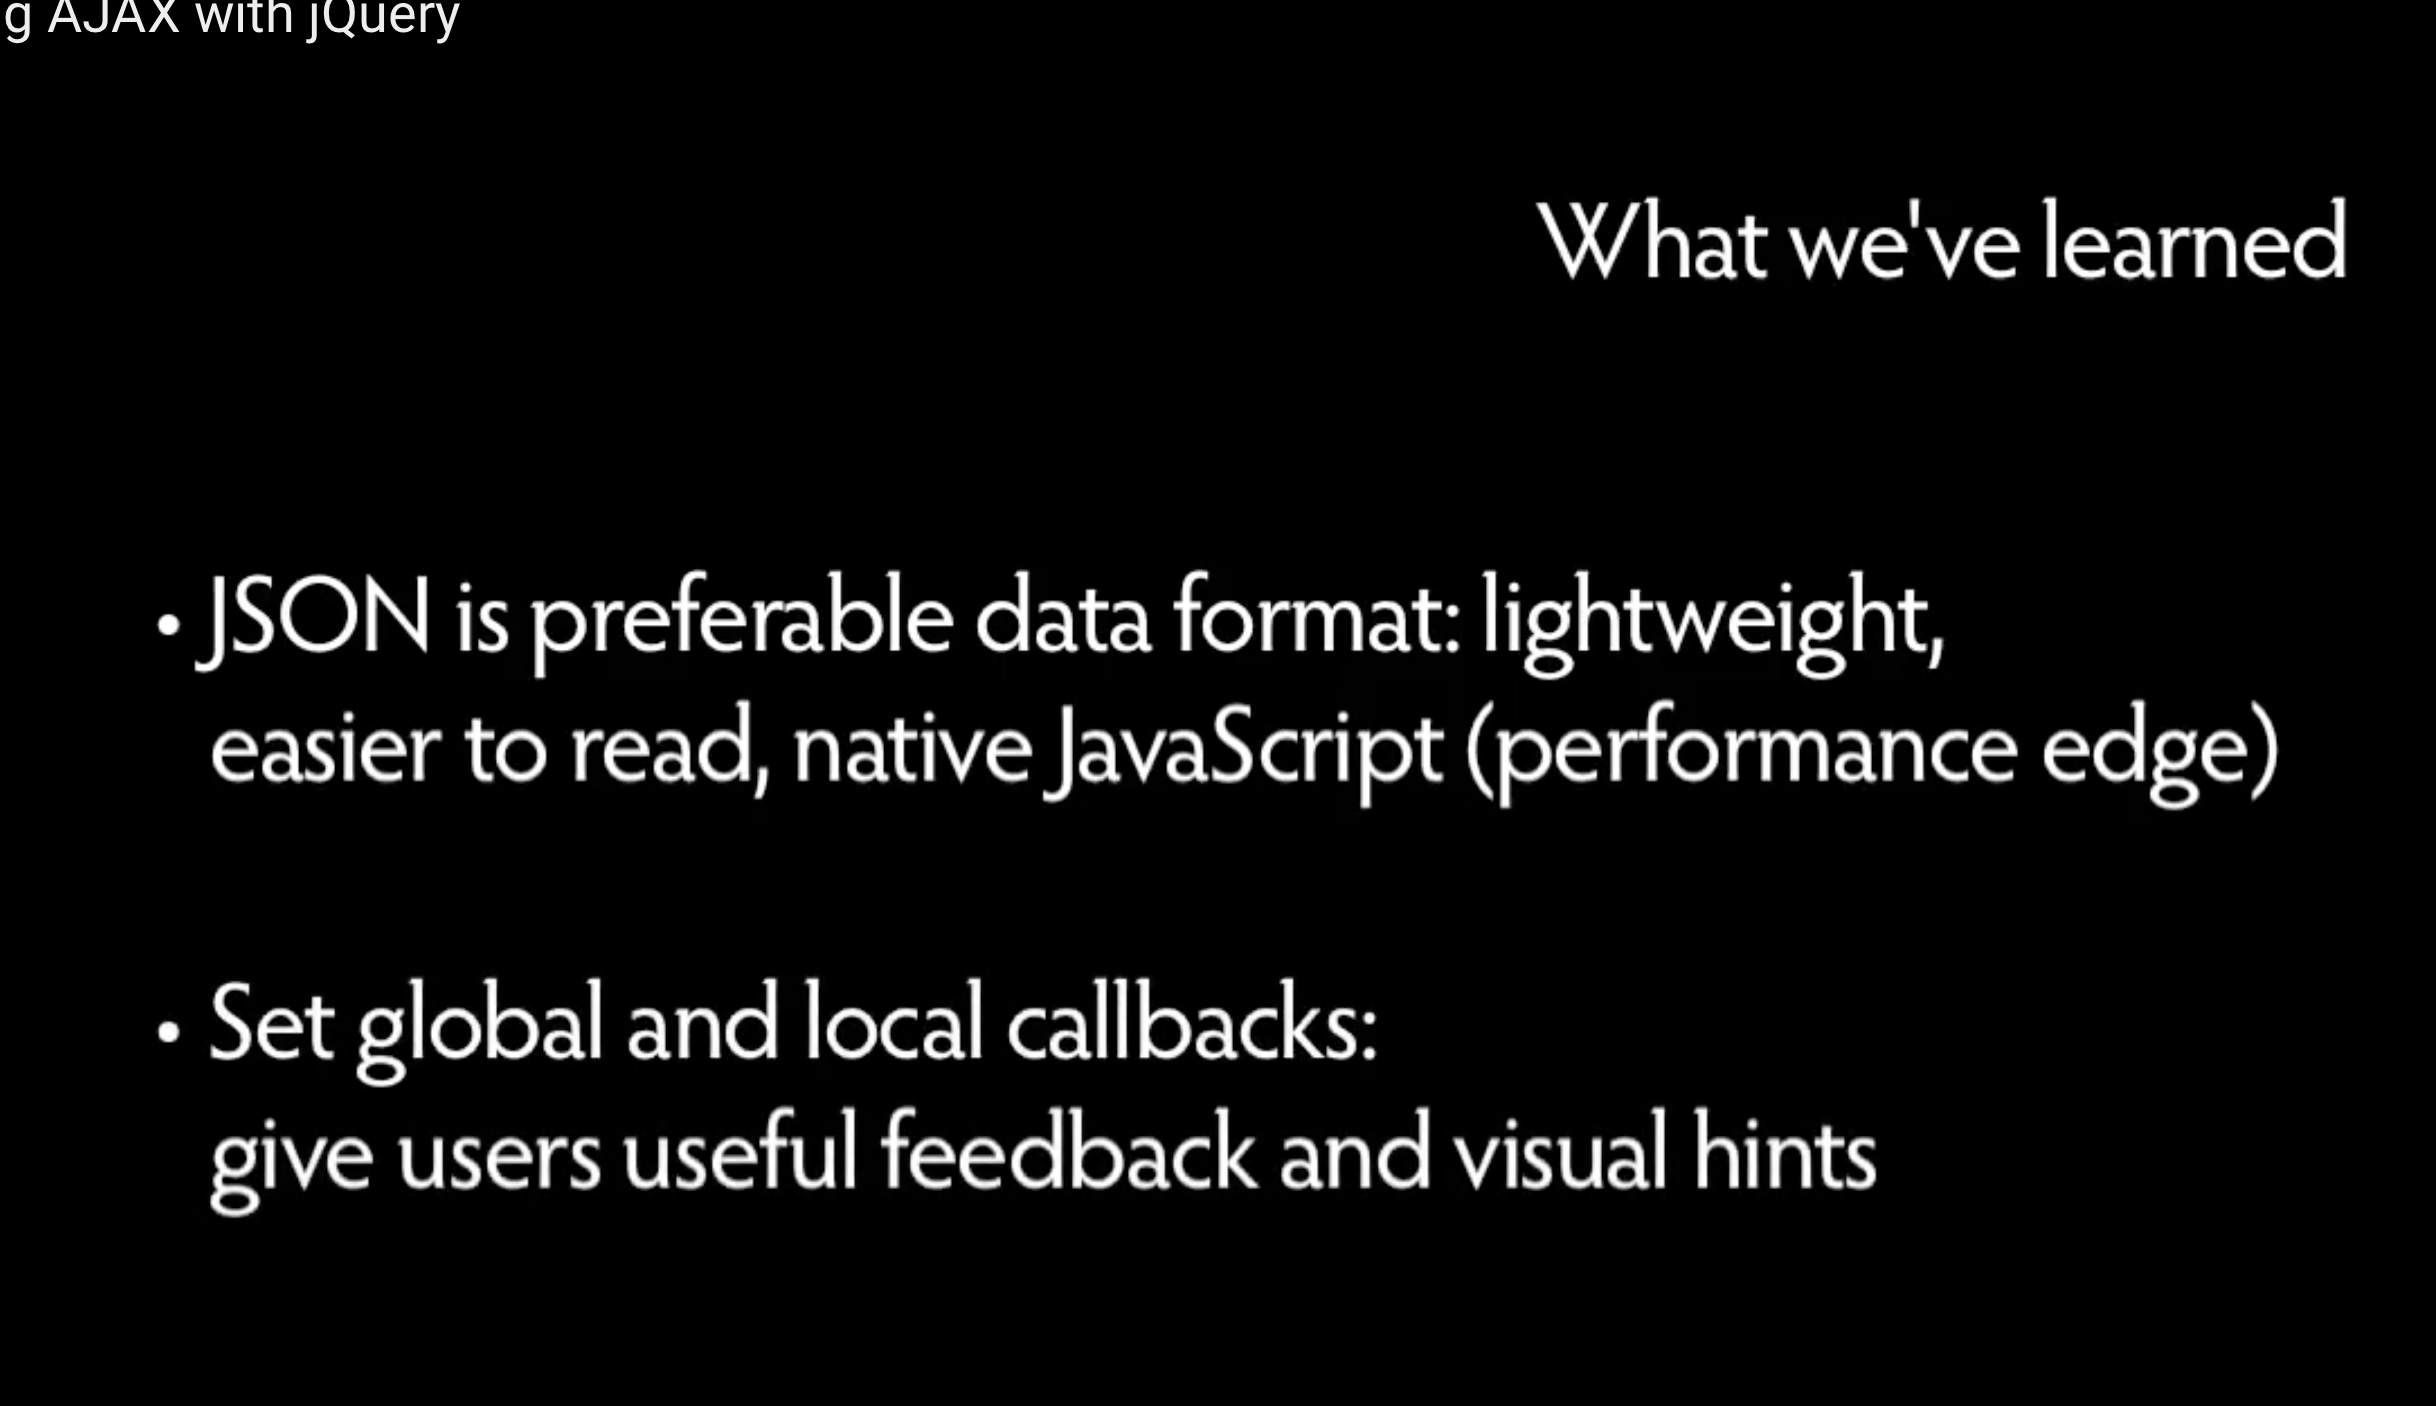 g AJAX with jQuery
What we've learned
• JSON is preferable data format: lightweight,
easier to read, native JavaScript (performance edge)
• Set global and local callbacks:
give users useful feedback and visual hints